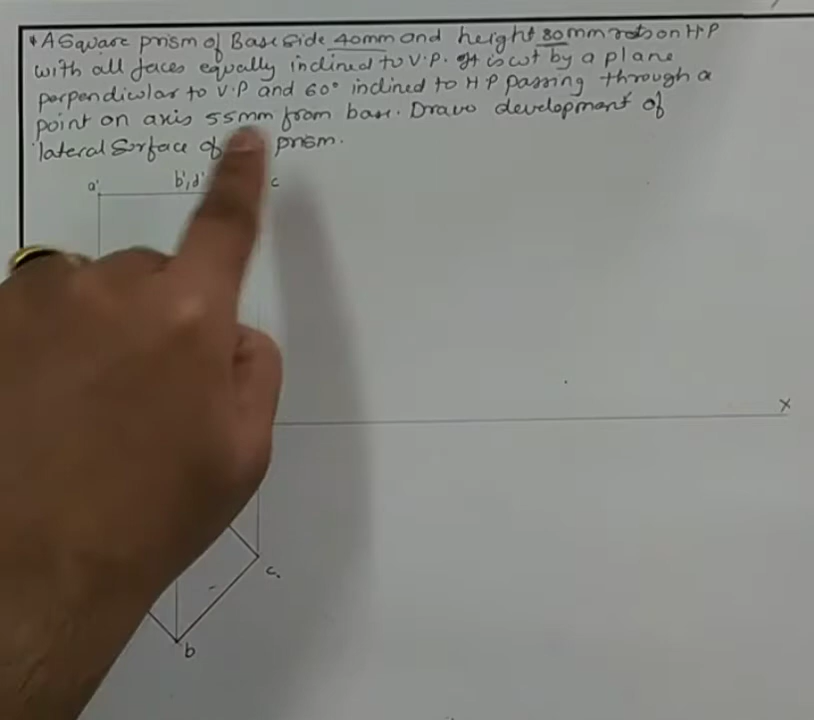 * A Square prism of Base side 40mm and height 80mm rests on H P
with all faces equally inclined to V.P. It is cut by a plane
perpendicular to V.P and 60° inclined to H P passing through a
point on axis 55mm from base. Draw development of
lateral Surface of prism.
a' b',d' c
X
c
b